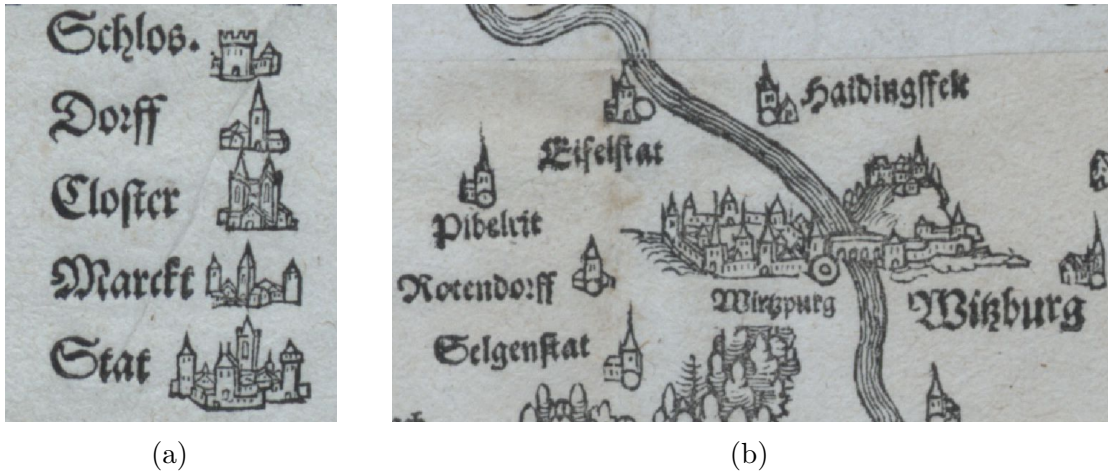 Schlos.
Dorff
Closter
Marckt
Stat
(a)
Haidingsfelt
Eifelstat
Pibelrit
Rotendorff
Wirtzpurg
Witzburg
Selgenstat
(b)